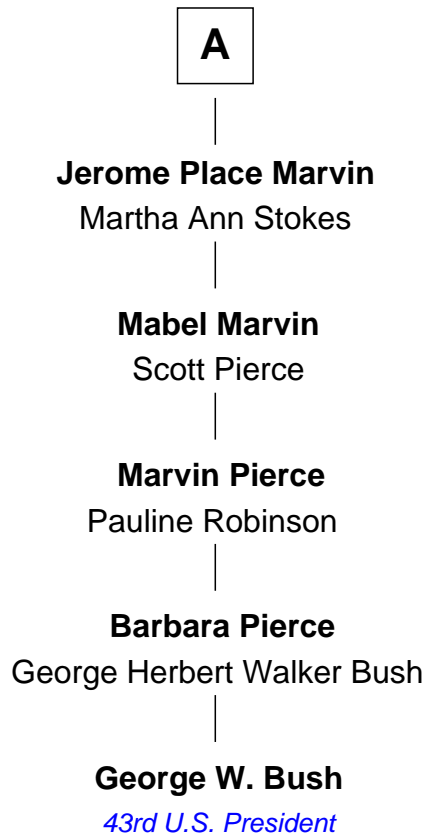 A
Jerome Place Marvin
Martha Ann Stokes
Mabel Marvin
Scott Pierce
Marvin Pierce
Pauline Robinson
Barbara Pierce
George Herbert Walker Bush
George W. Bush
43rd U.S. President